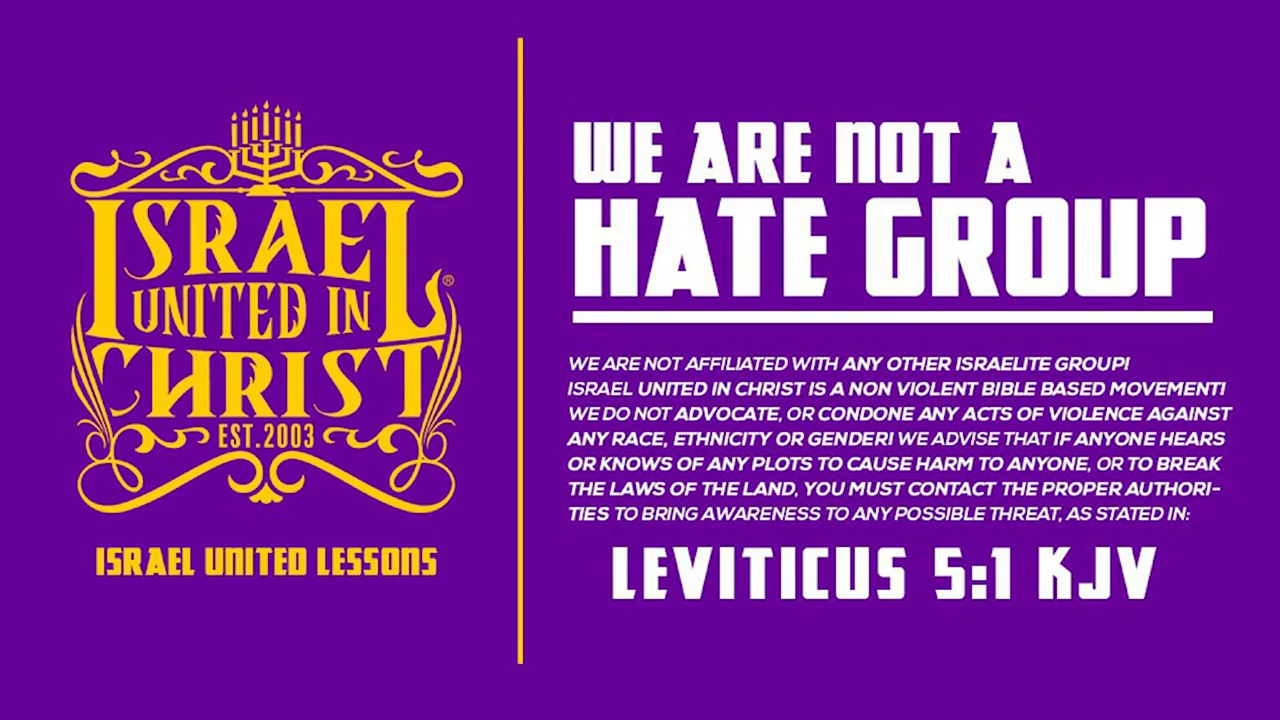 ISRAEL
UNITED IN
CHRIST
EST.2003
®
ISRAEL UNITED LESSONS
WE ARE NOT A
HATE GROUP
WE ARE NOT AFFILIATED WITH ANY OTHER ISRAELITE GROUP!
ISRAEL UNITED IN CHRIST IS A NON VIOLENT BIBLE BASED MOVEMENT!
WE DO NOT ADVOCATE, OR CONDONE ANY ACTS OF VIOLENCE AGAINST
ANY RACE, ETHNICITY OR GENDER! WE ADVISE THAT IF ANYONE HEARS
OR KNOWS OF ANY PLOTS TO CAUSE HARM TO ANYONE, OR TO BREAK
THE LAWS OF THE LAND, YOU MUST CONTACT THE PROPER AUTHORI-
TIES TO BRING AWARENESS TO ANY POSSIBLE THREAT, AS STATED IN:
LEVITICUS 5:1 KJV